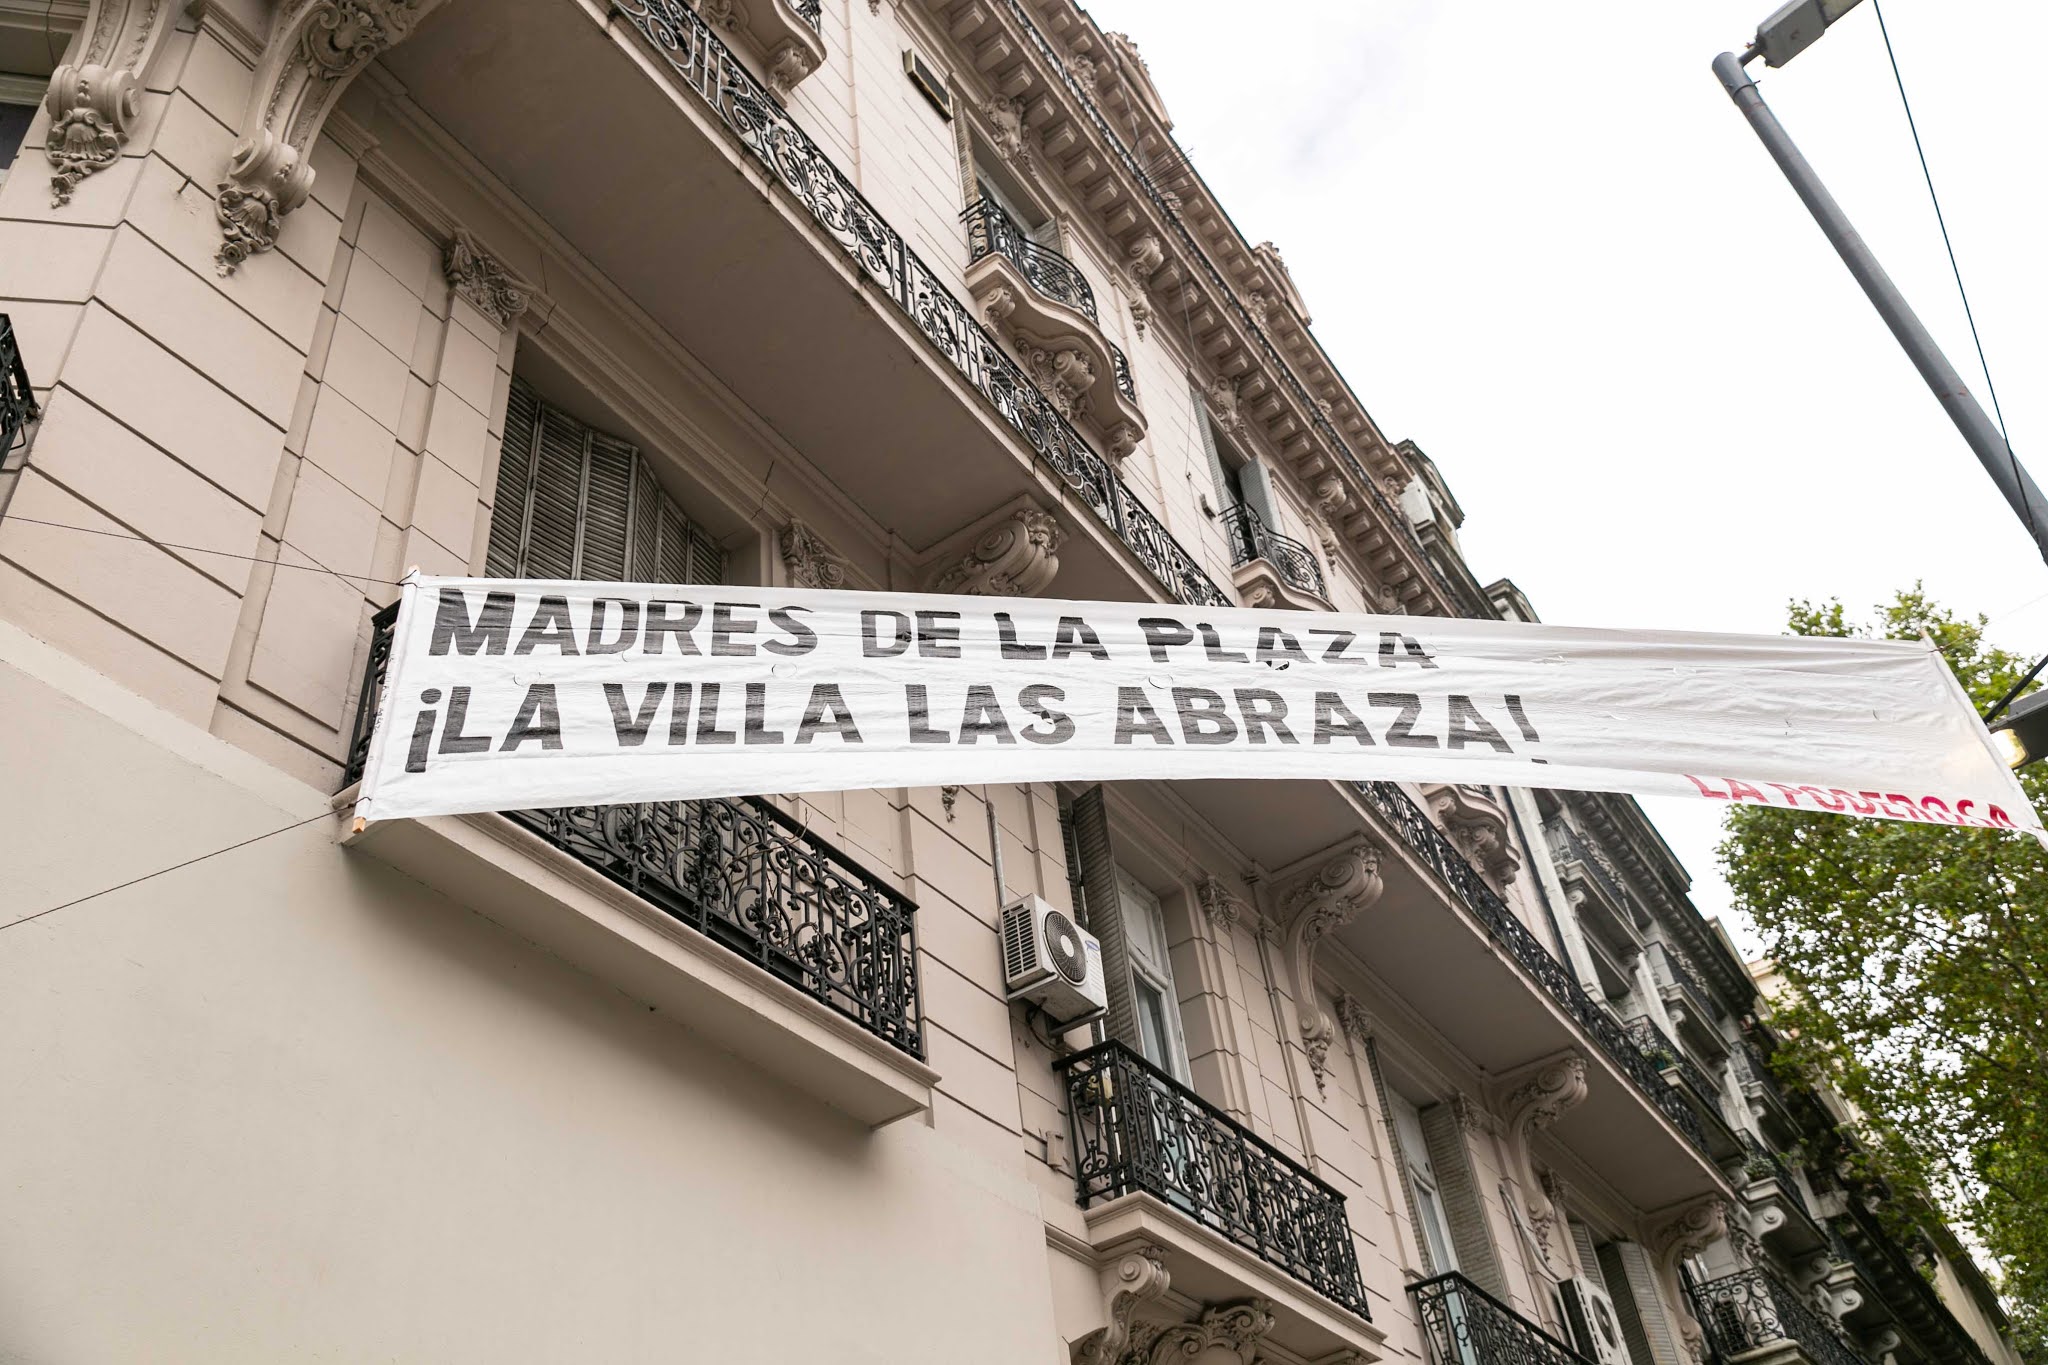 MADRES DE LA PLAZA
¡LA VILLA LAS ABRAZA!
LA PODEROSA